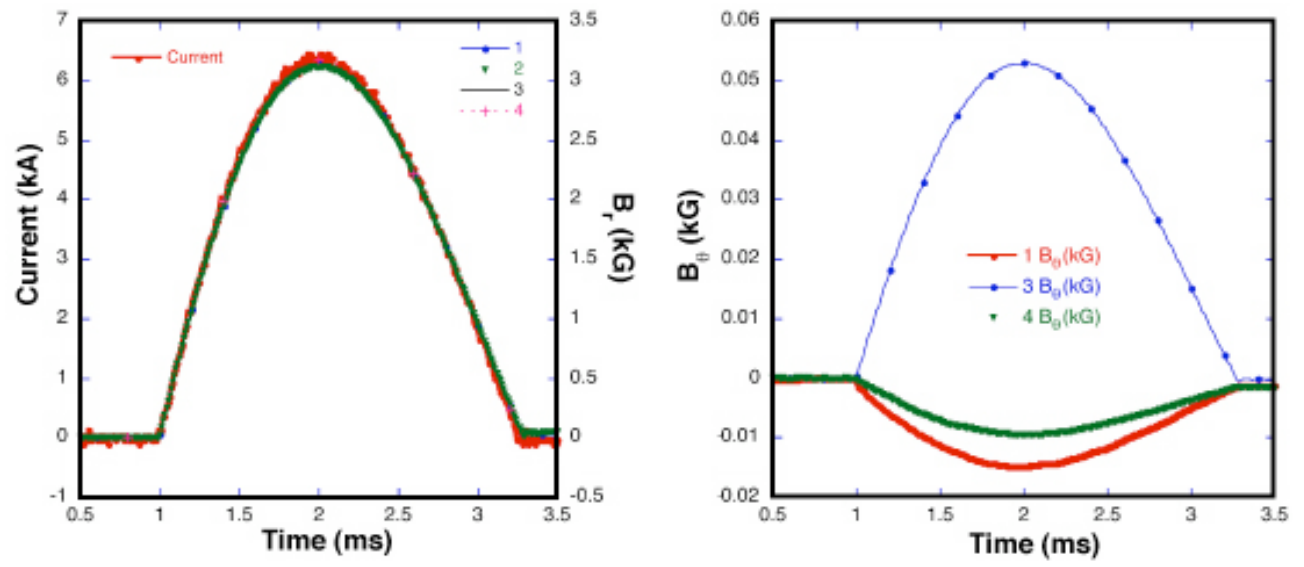 7
6
5
4
3
2
1
0
-1
Current (kA)
Current
1
2
3
4
3.5
3
2.5
2
1.5
1
0.5
0
-0.5
B_r (kG)
0.5 1 1.5 2 2.5 3 3.5
Time (ms)
0.06
0.05
0.04
0.03
0.02
0.01
0
-0.01
-0.02
B_θ (kG)
1 B_θ(kG)
3 B_θ(kG)
4 B_θ(kG)
0.5 1 1.5 2 2.5 3 3.5
Time (ms)